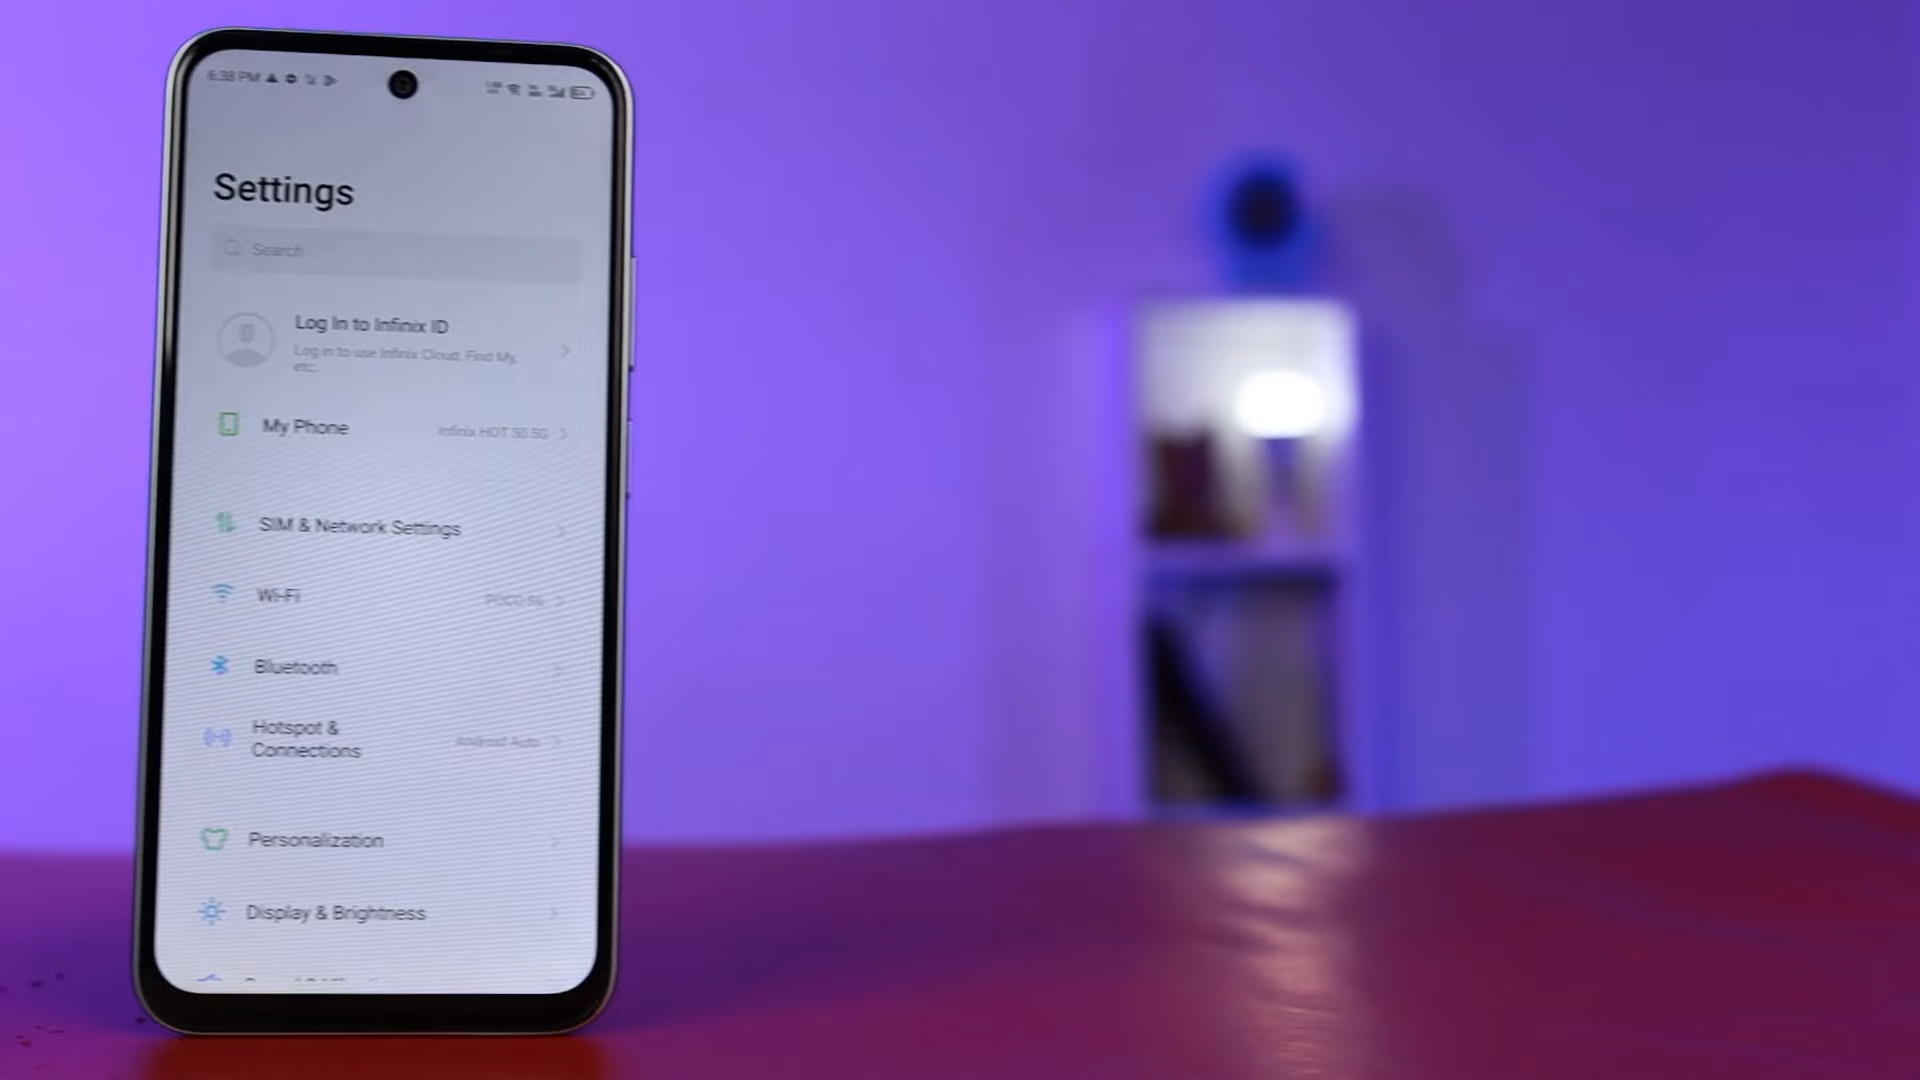 6:38 PM
Settings
Search
Log In to Infinix ID
Log in to use Infinix Cloud, Find My,
etc.
My Phone
Infinix HOT 50 5G
SIM & Network Settings
Wi-Fi
POCO F6
Bluetooth
Hotspot &
Connections
Android Auto
Personalization
Display & Brightness